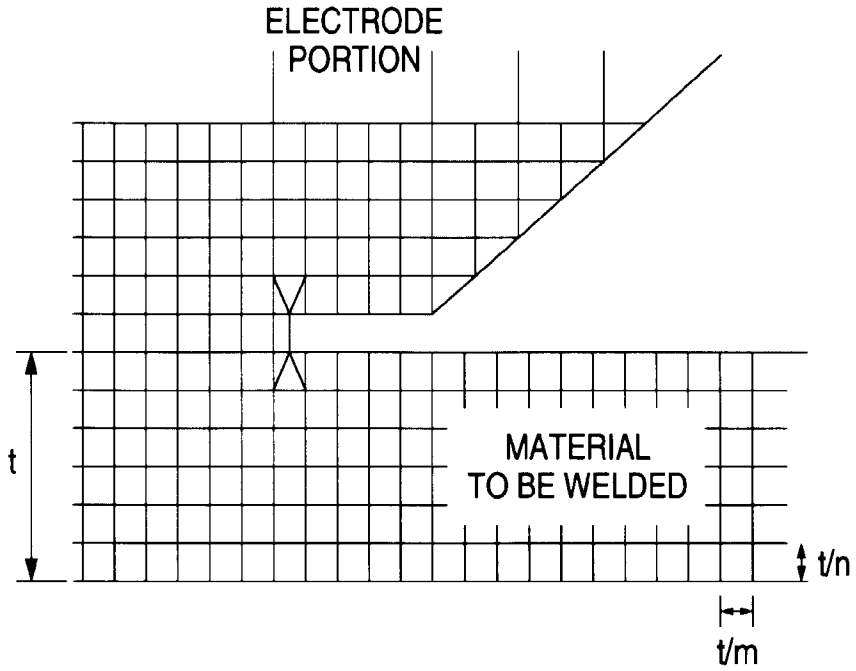 ELECTRODE
PORTION
t
MATERIAL
TO BE WELDED
t/n
t/m